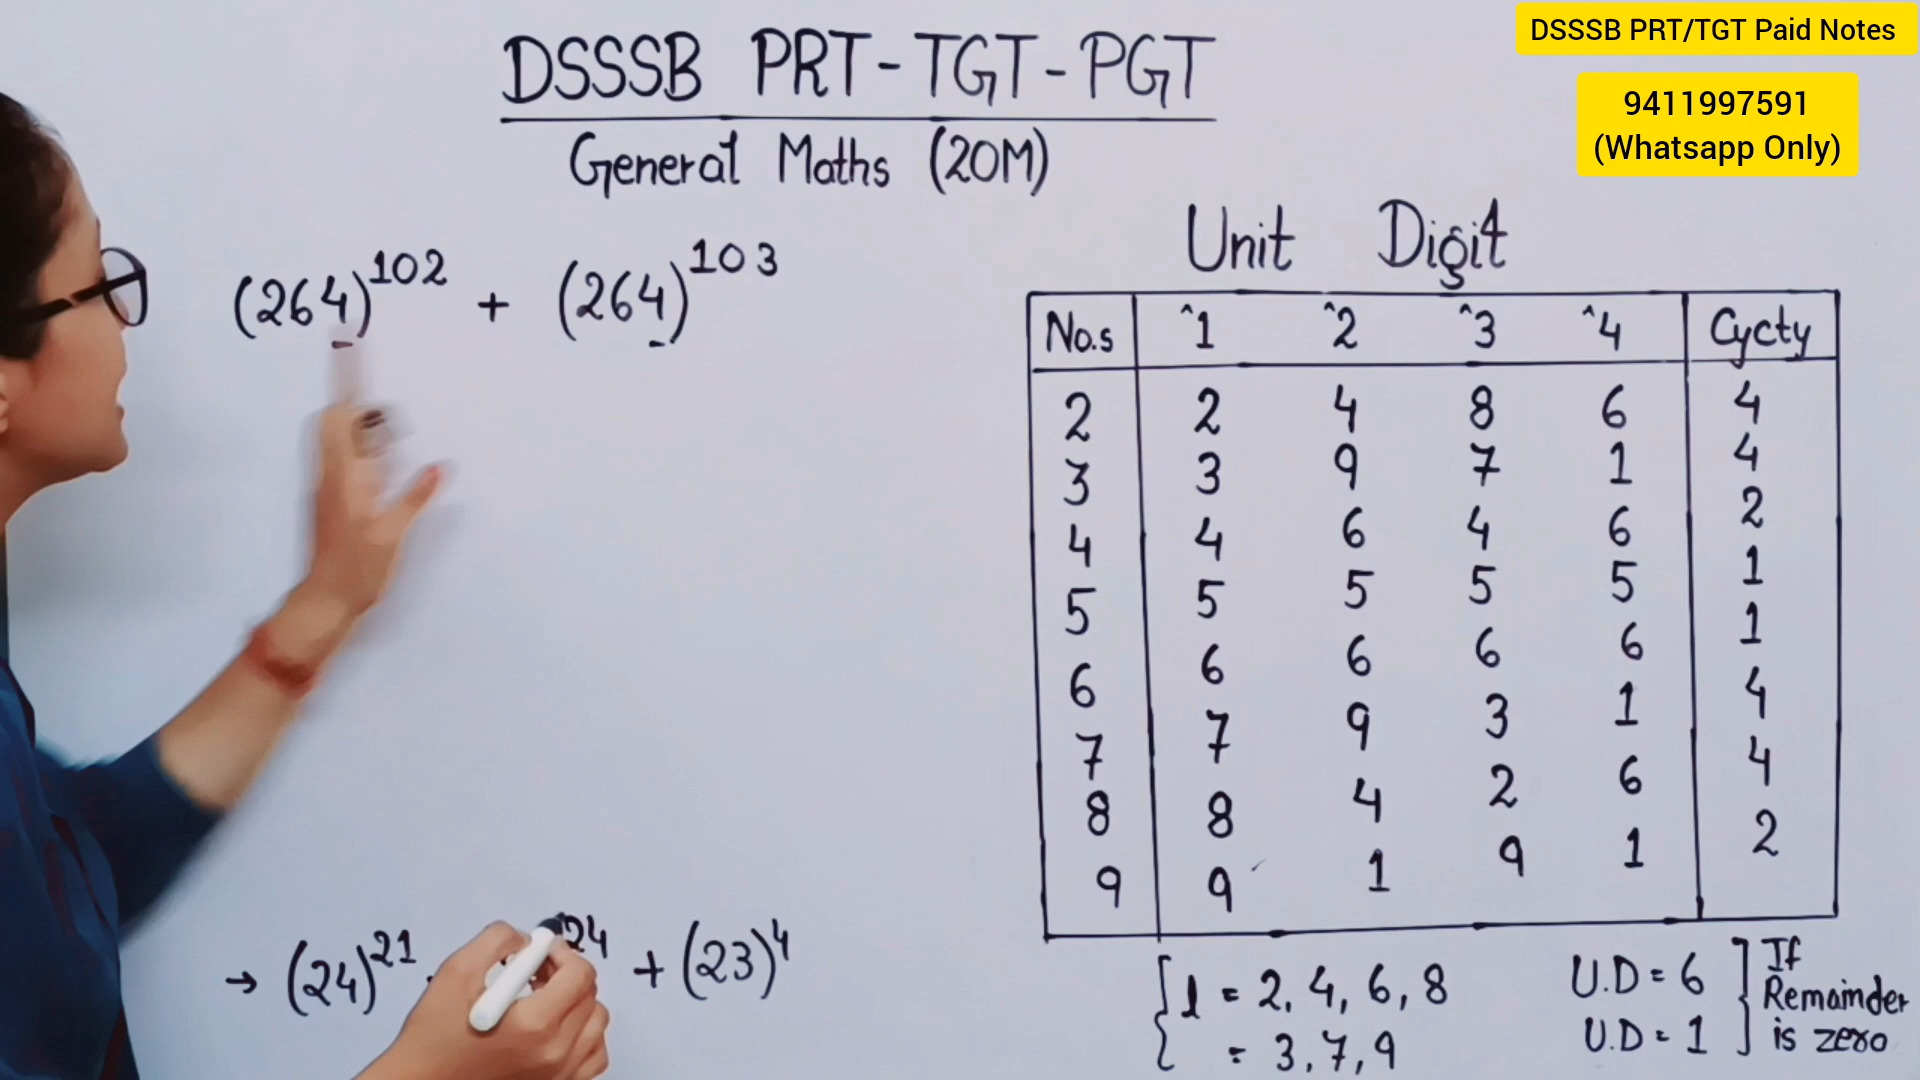 DSSSB PRT/TGT Paid Notes
9411997591
(Whatsapp Only)
DSSSB PRT-TGT-PGT
General Maths (20M)
(264)^102 + (264)^103
Unit Digit
No.s ^1 ^2 ^3 ^4 Cycty
2 2 4 8 6 4
3 3 9 7 1 4
4 4 6 4 6 2
5 5 5 5 5 1
6 6 6 6 6 1
7 7 9 3 1 4
8 8 4 2 6 4
9 9 1 9 1 2
→ (24)^21 24 + (23)^4
= 2, 4, 6, 8 U.D = 6
= 3, 7, 9 U.D = 1
If
Remainder
is zero